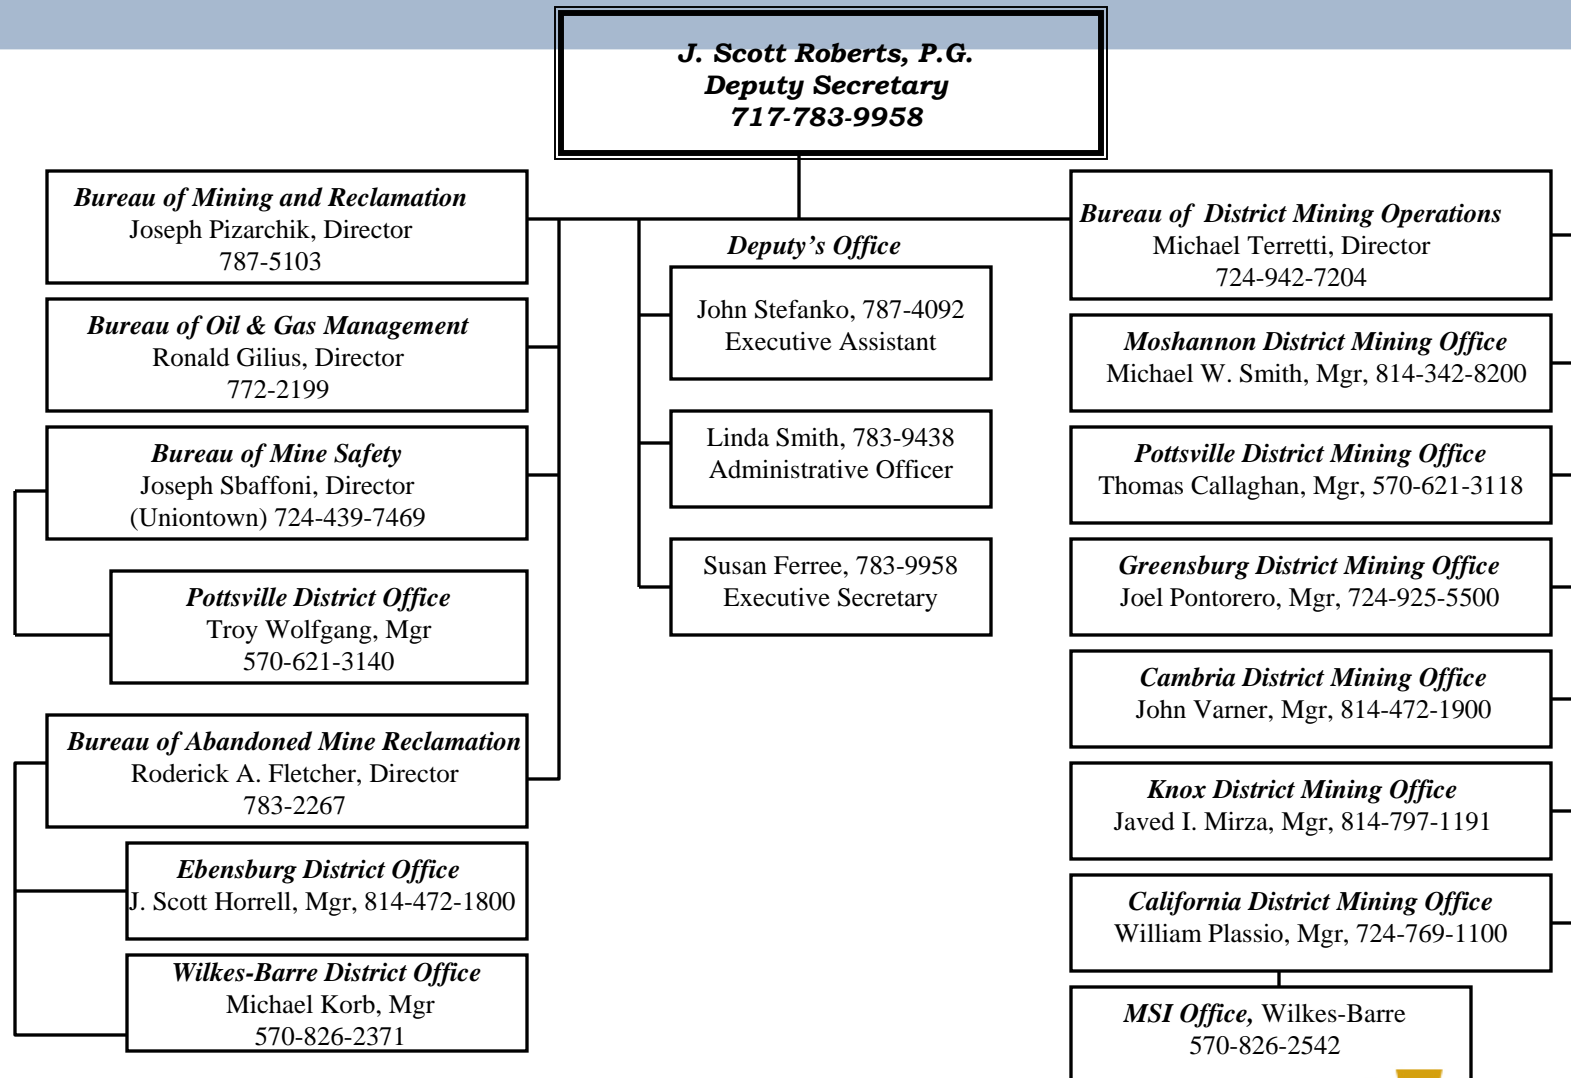 J. Scott Roberts, P.G.
Deputy Secretary
717-783-9958
Bureau of Mining and Reclamation
Joseph Pizarchik, Director
787-5103
Bureau of Oil & Gas Management
Ronald Gilius, Director
772-2199
Bureau of Mine Safety
Joseph Sbaffoni, Director
(Uniontown) 724-439-7469
Pottsville District Office
Troy Wolfgang, Mgr
570-621-3140
Bureau of Abandoned Mine Reclamation
Roderick A. Fletcher, Director
783-2267
Ebensburg District Office
J. Scott Horrell, Mgr, 814-472-1800
Wilkes-Barre District Office
Michael Korb, Mgr
570-826-2371
Deputy’s Office
John Stefanko, 787-4092
Executive Assistant
Linda Smith, 783-9438
Administrative Officer
Susan Ferree, 783-9958
Executive Secretary
Bureau of District Mining Operations
Michael Terretti, Director
724-942-7204
Moshannon District Mining Office
Michael W. Smith, Mgr, 814-342-8200
Pottsville District Mining Office
Thomas Callaghan, Mgr, 570-621-3118
Greensburg District Mining Office
Joel Pontorero, Mgr, 724-925-5500
Cambria District Mining Office
John Varner, Mgr, 814-472-1900
Knox District Mining Office
Javed I. Mirza, Mgr, 814-797-1191
California District Mining Office
William Plassio, Mgr, 724-769-1100
MSI Office, Wilkes-Barre
570-826-2542